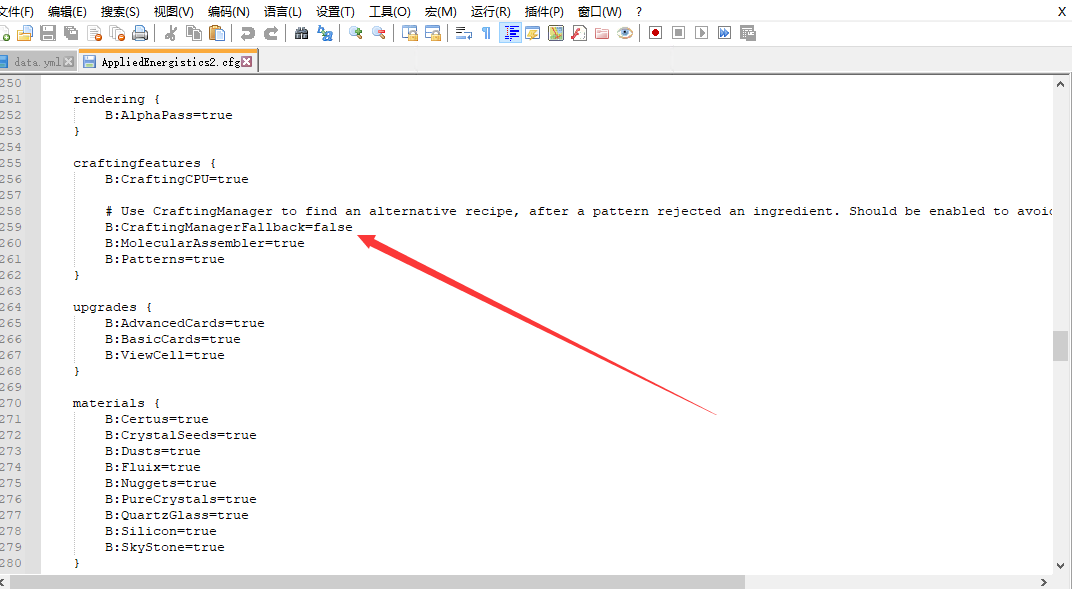 文件(F) 编辑(E) 搜索(S) 视图(V) 编码(N) 语言(L) 设置(T) 工具(O) 宏(M) 运行(R) 插件(P) 窗口(W) ? X
data.yml AppliedEnergistics2.cfg
250
251 rendering {
252 B:AlphaPass=true
253 }
254
255 craftingfeatures {
256 B:CraftingCPU=true
257
258 # Use CraftingManager to find an alternative recipe, after a pattern rejected an ingredient. Should be enabled to avoid
259 B:CraftingManagerFallback=false
260 B:MolecularAssembler=true
261 B:Patterns=true
262 }
263
264 upgrades {
265 B:AdvancedCards=true
266 B:BasicCards=true
267 B:ViewCell=true
268 }
269
270 materials {
271 B:Certus=true
272 B:CrystalSeeds=true
273 B:Dusts=true
274 B:Fluix=true
275 B:Nuggets=true
276 B:PureCrystals=true
277 B:QuartzGlass=true
278 B:Silicon=true
279 B:SkyStone=true
280 }